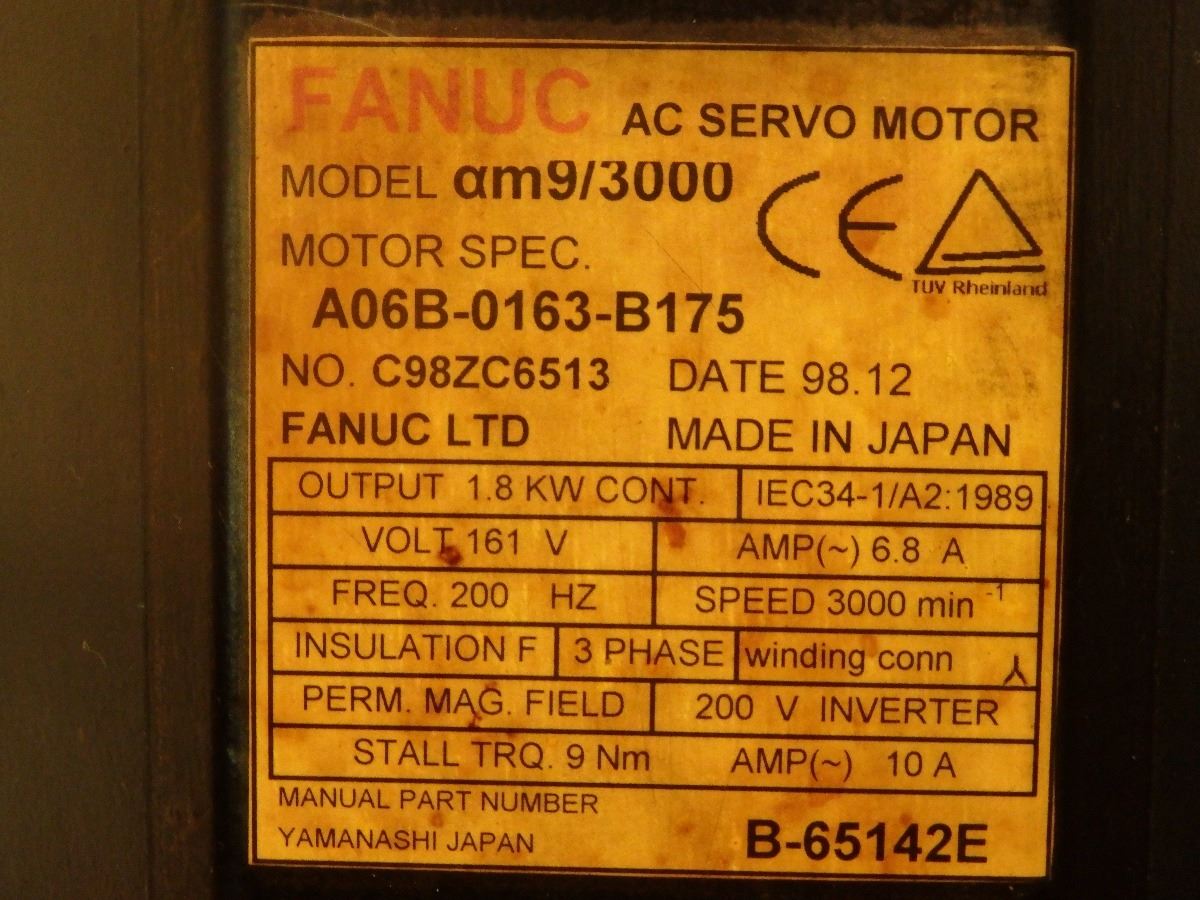 FANUC AC SERVO MOTOR
MODEL αm9/3000
CE
MOTOR SPEC.
TUV Rheinland
A06B-0163-B175
NO. C98ZC6513 DATE 98.12
FANUC LTD MADE IN JAPAN
OUTPUT 1.8 KW CONT. IEC34-1/A2:1989
VOLT 161 V AMP(~) 6.8 A
FREQ. 200 HZ SPEED 3000 min⁻¹
INSULATION F 3 PHASE winding conn
PERM. MAG. FIELD 200 V INVERTER
STALL TRQ. 9 Nm AMP(~) 10 A
MANUAL PART NUMBER
YAMANASHI JAPAN B-65142E